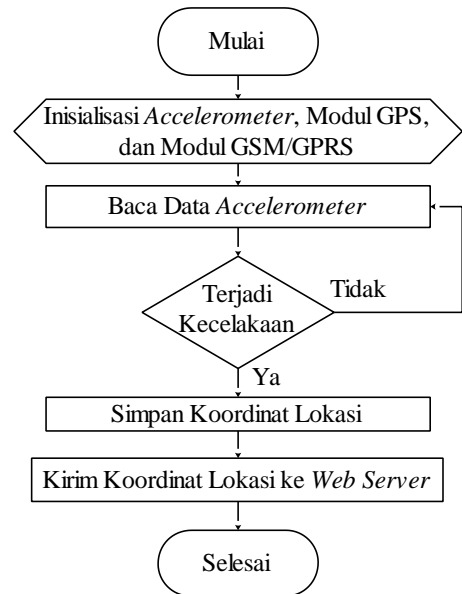 Mulai
Inisialisasi Accelerometer, Modul GPS,
dan Modul GSM/GPRS
Baca Data Accelerometer
Terjadi
Kecelakaan
Tidak
Ya
Simpan Koordinat Lokasi
Kirim Koordinat Lokasi ke Web Server
Selesai